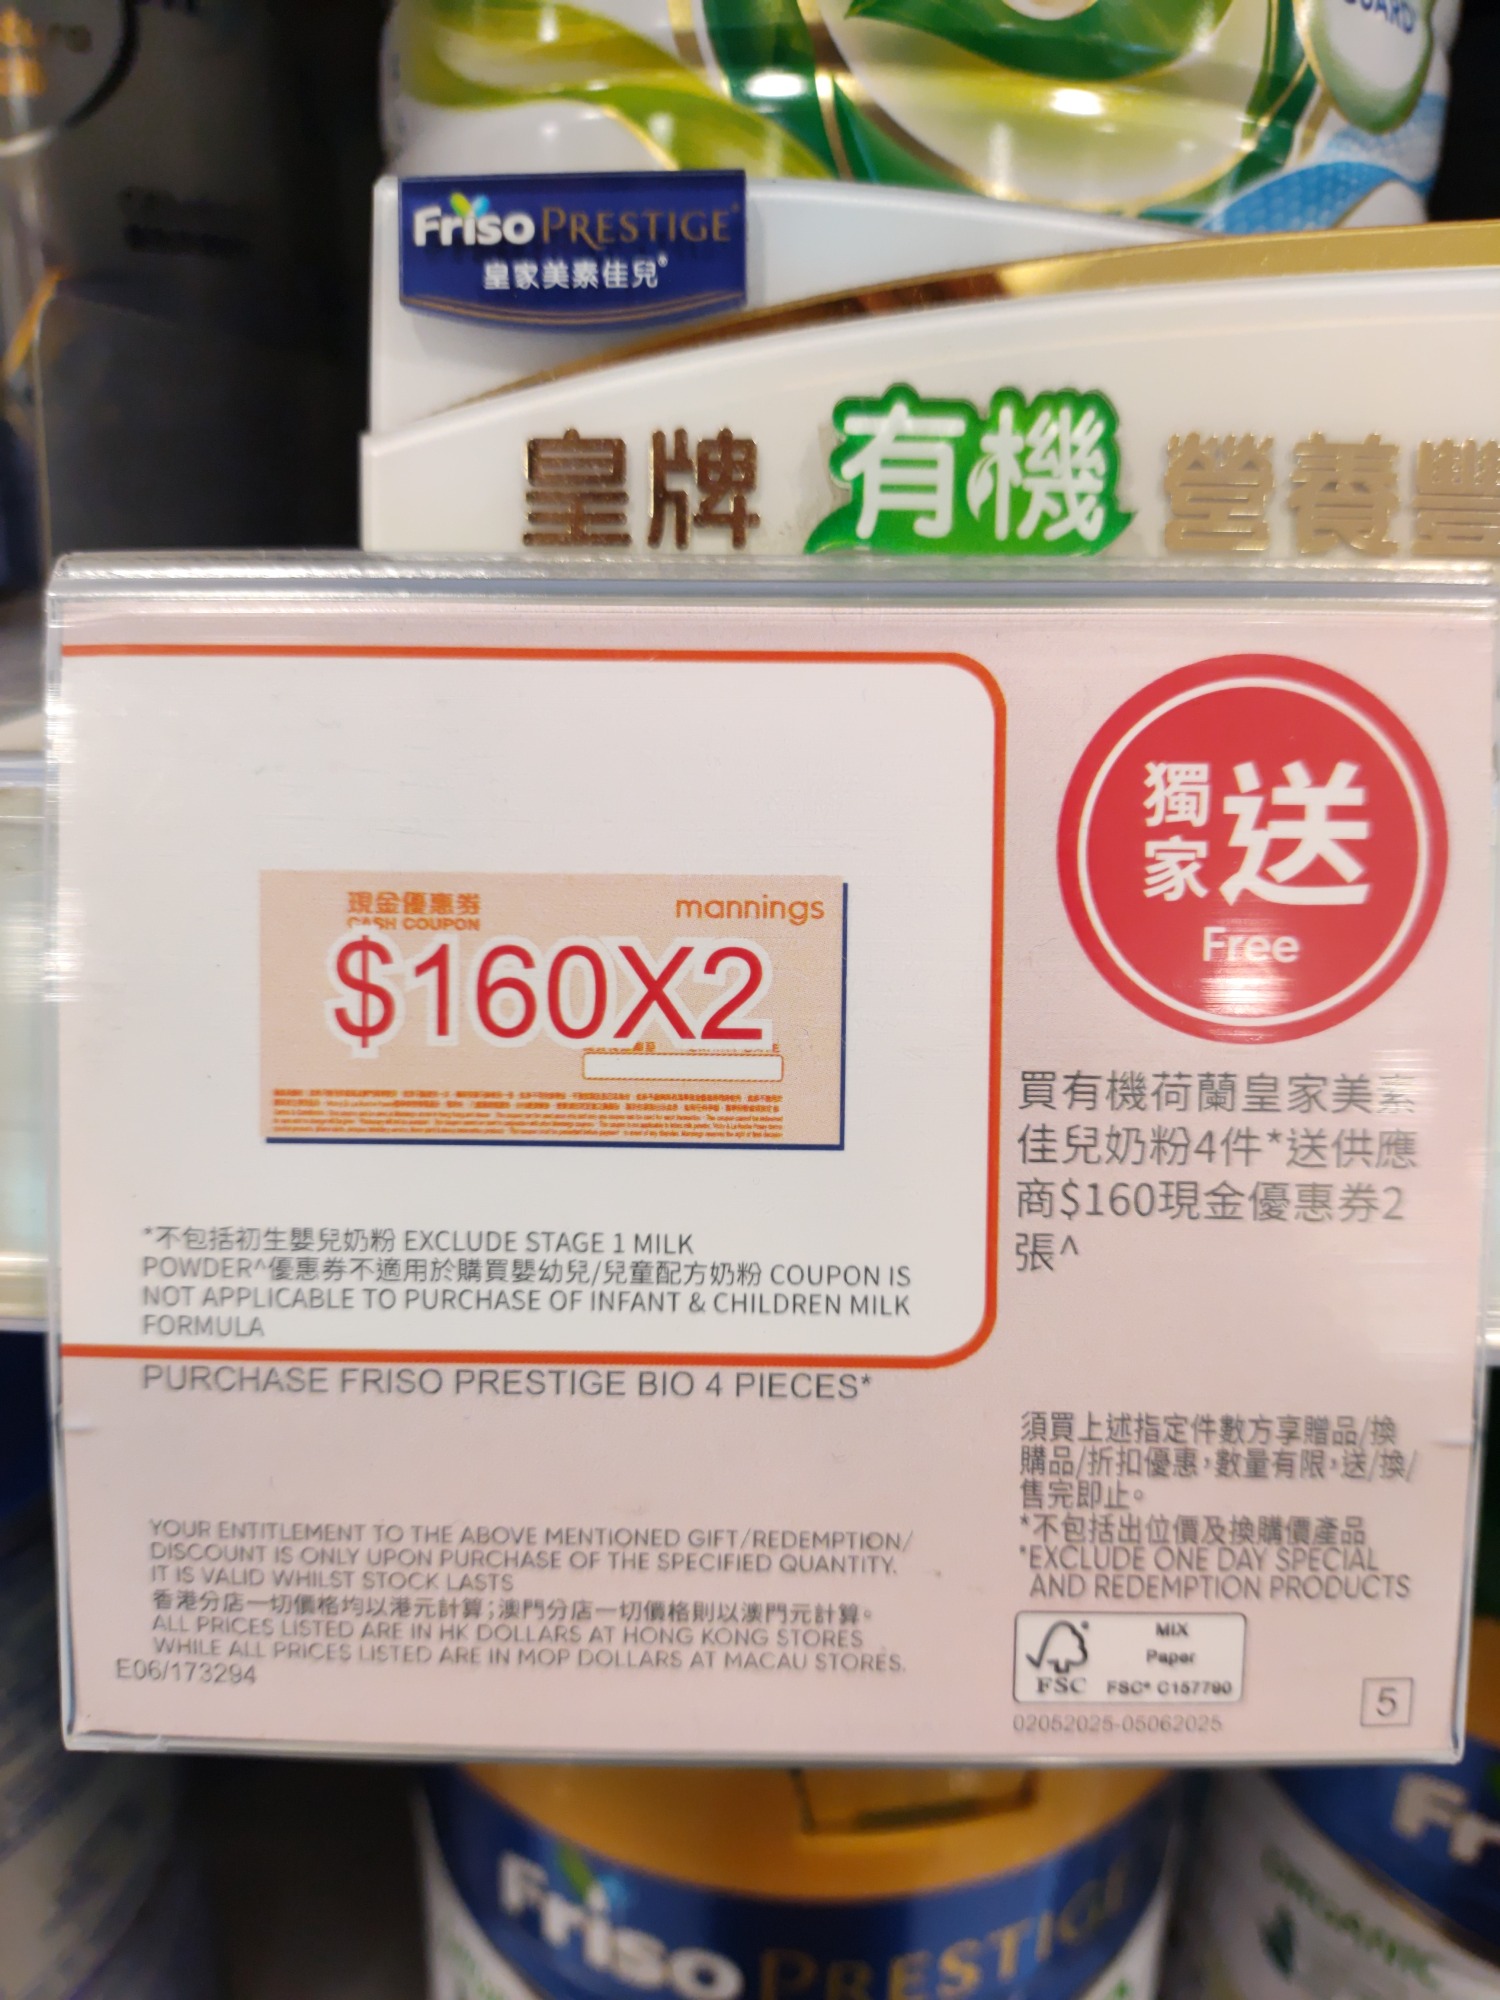 Friso PRESTIGE
皇家美素佳兒
皇牌 有機 營養豐
現金優惠券
CASH COUPON
mannings
$160X2
獨家 送
Free
買有機荷蘭皇家美素
佳兒奶粉4件*送供應
商$160現金優惠券2
張^
*不包括初生嬰兒奶粉 EXCLUDE STAGE 1 MILK
POWDER^優惠券不適用於購買嬰幼兒/兒童配方奶粉 COUPON IS
NOT APPLICABLE TO PURCHASE OF INFANT & CHILDREN MILK
FORMULA
PURCHASE FRISO PRESTIGE BIO 4 PIECES*
須買上述指定件數方享贈品/換
購品/折扣優惠，數量有限，送/換/
售完即止。
*不包括出位價及換購價產品
*EXCLUDE ONE DAY SPECIAL
AND REDEMPTION PRODUCTS
YOUR ENTITLEMENT TO THE ABOVE MENTIONED GIFT/REDEMPTION/
DISCOUNT IS ONLY UPON PURCHASE OF THE SPECIFIED QUANTITY.
IT IS VALID WHILST STOCK LASTS
香港分店一切價格均以港元計算；澳門分店一切價格則以澳門元計算。
ALL PRICES LISTED ARE IN HK DOLLARS AT HONG KONG STORES
WHILE ALL PRICES LISTED ARE IN MOP DOLLARS AT MACAU STORES.
E06/173294
FSC
MIX
Paper
FSC® C157790
02052025-05062025
5
Friso PRESTIGE
ORGANIC